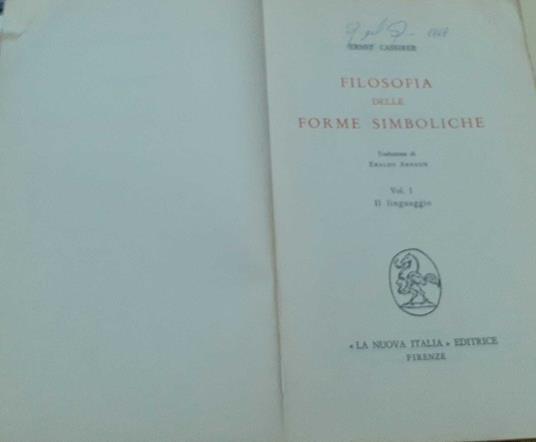 ERNST CASSIRER
FILOSOFIA
DELLE
FORME SIMBOLICHE
Traduzione di
ERALDO ARNAUD
Vol. I
Il linguaggio
« LA NUOVA ITALIA » EDITRICE
FIRENZE